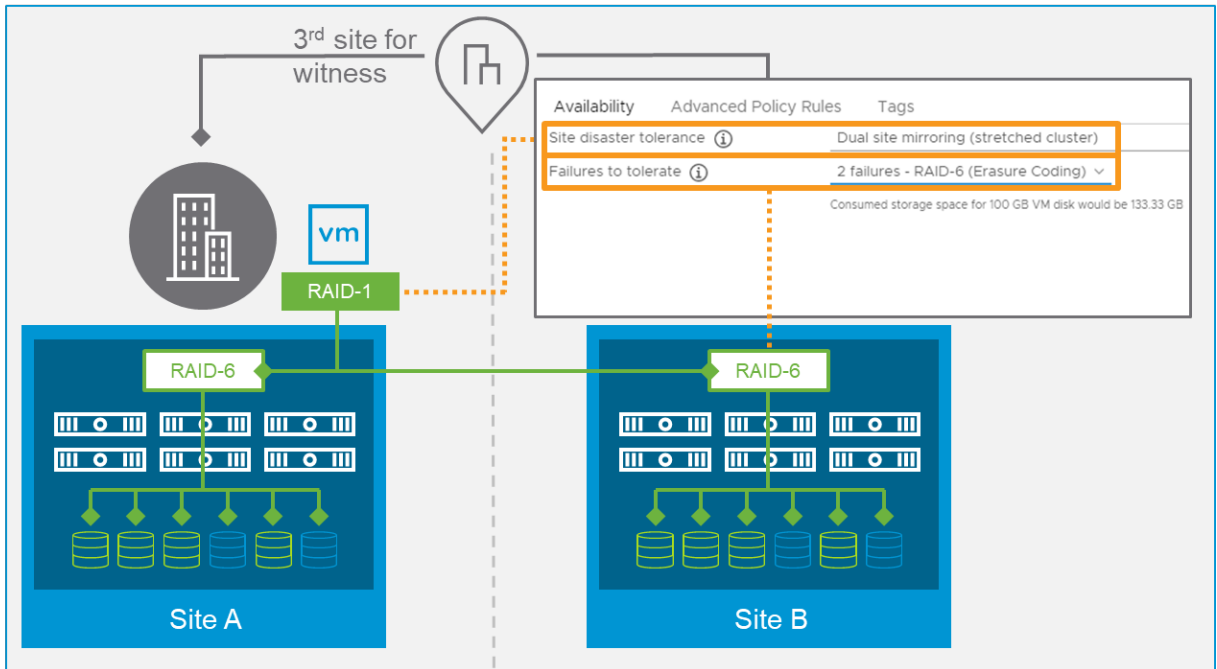 3rd site for
witness
Availability Advanced Policy Rules Tags
Site disaster tolerance Dual site mirroring (stretched cluster)
Failures to tolerate 2 failures - RAID-6 (Erasure Coding)
Consumed storage space for 100 GB VM disk would be 133.33 GB
vm
RAID-1
RAID-6
RAID-6
Site A
Site B